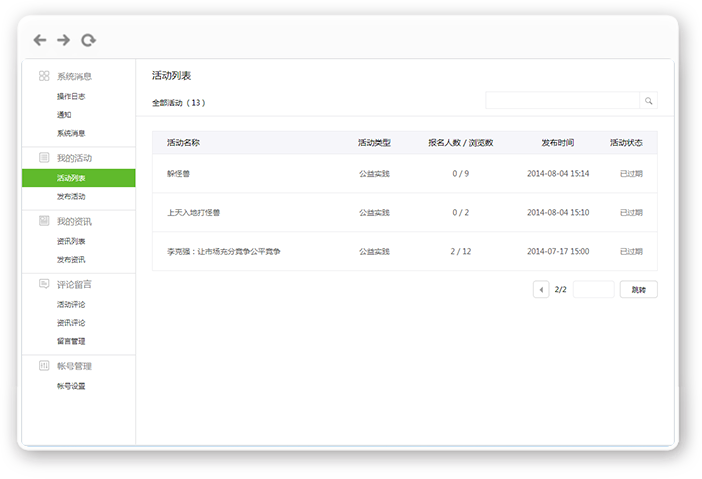 系统消息
操作日志
通知
系统消息
我的活动
活动列表
发布活动
我的资讯
资讯列表
发布资讯
评论留言
活动评论
资讯评论
留言管理
帐号管理
帐号设置
活动列表
全部活动（13）
活动名称 活动类型 报名人数 / 浏览数 发布时间 活动状态
躲怪兽 公益实践 0 / 9 2014-08-04 15:14 已过期
上天入地打怪兽 公益实践 0 / 2 2014-08-04 15:10 已过期
李克强：让市场充分竞争公平竞争 公益实践 2 / 12 2014-07-17 15:00 已过期
2/2 跳转